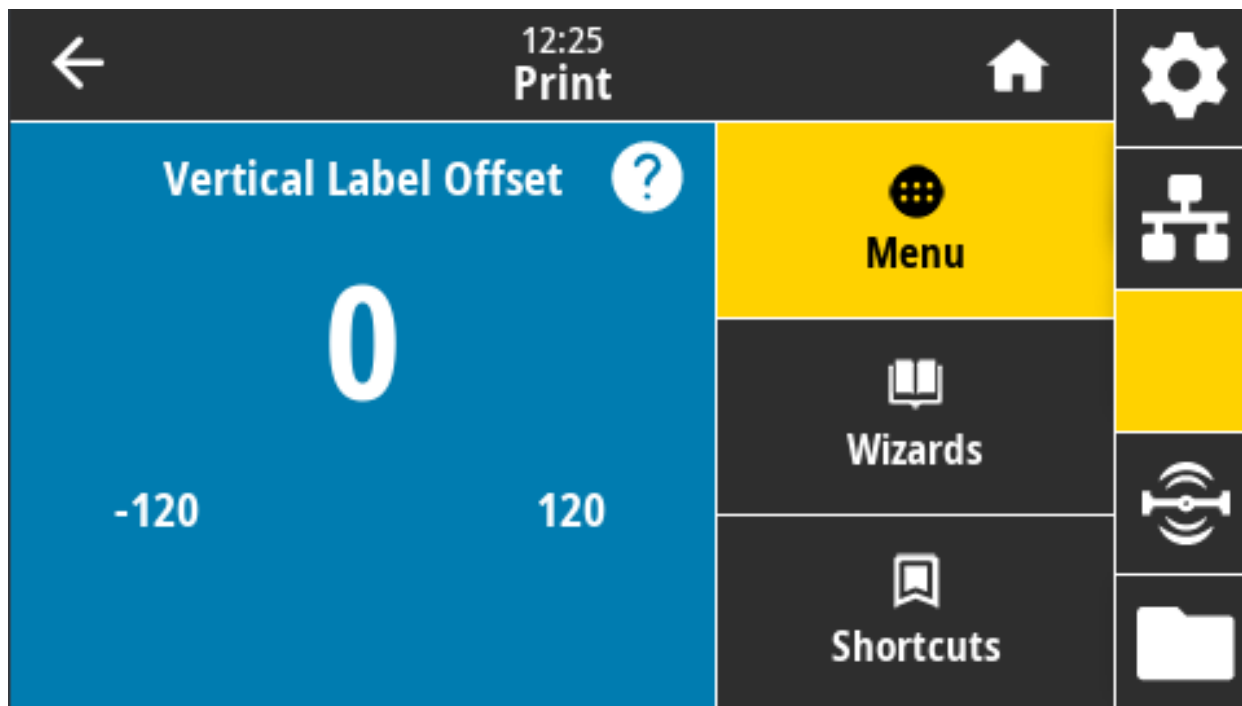 12:25
Print
Vertical Label Offset ?
0
-120 120
Menu
Wizards
Shortcuts